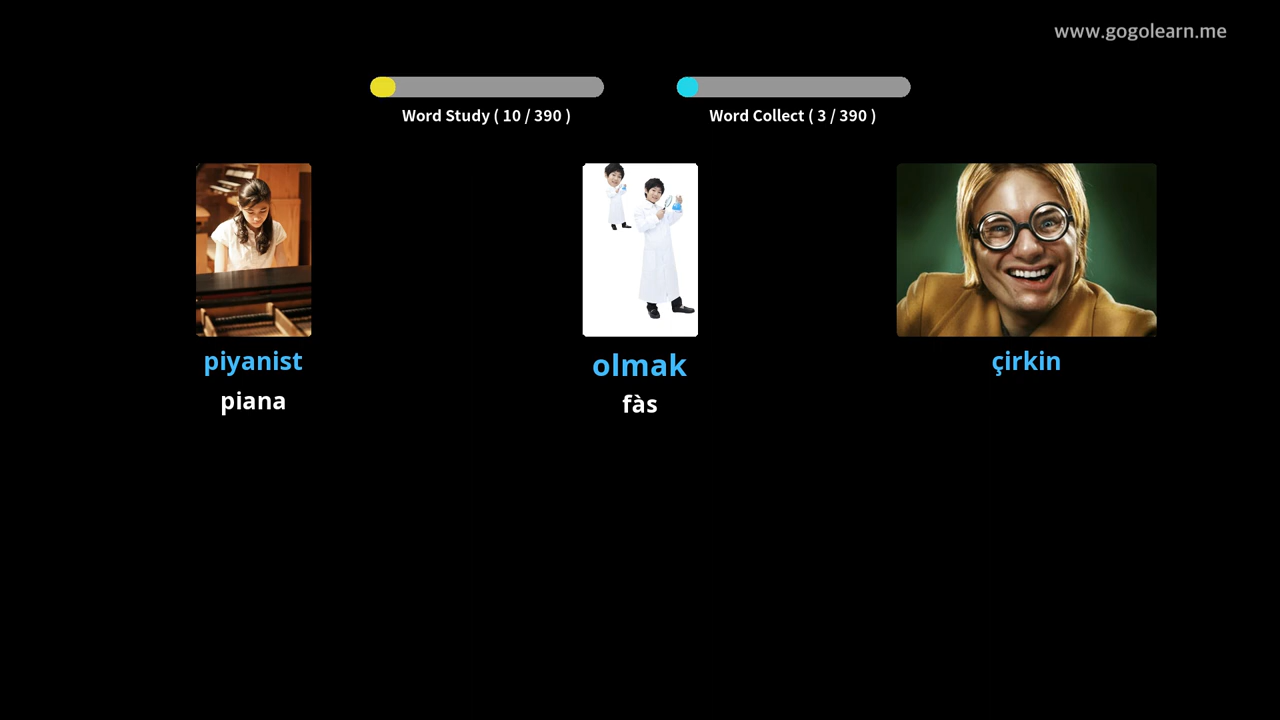 www.gogolearn.me
Word Study ( 10 / 390 )
Word Collect ( 3 / 390 )
piyanist
piana
olmak
fàs
çirkin